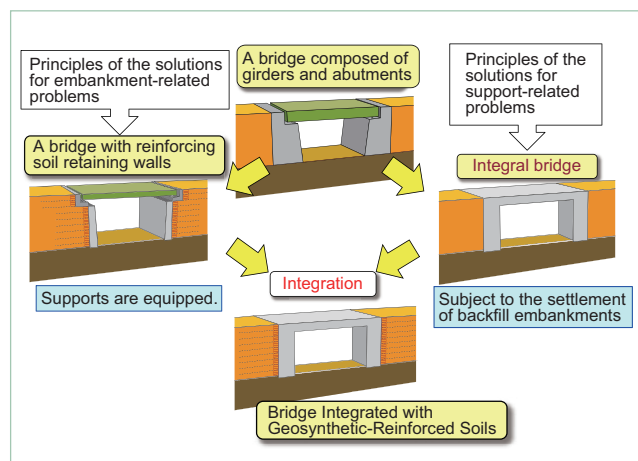 Principles of the solutions
for embankment-related
problems
A bridge composed of
girders and abutments
Principles of the
solutions for
support-related
problems
A bridge with reinforcing
soil retaining walls
Integral bridge
Supports are equipped.
Integration
Subject to the settlement
of backfill embankments
Bridge Integrated with
Geosynthetic-Reinforced Soils